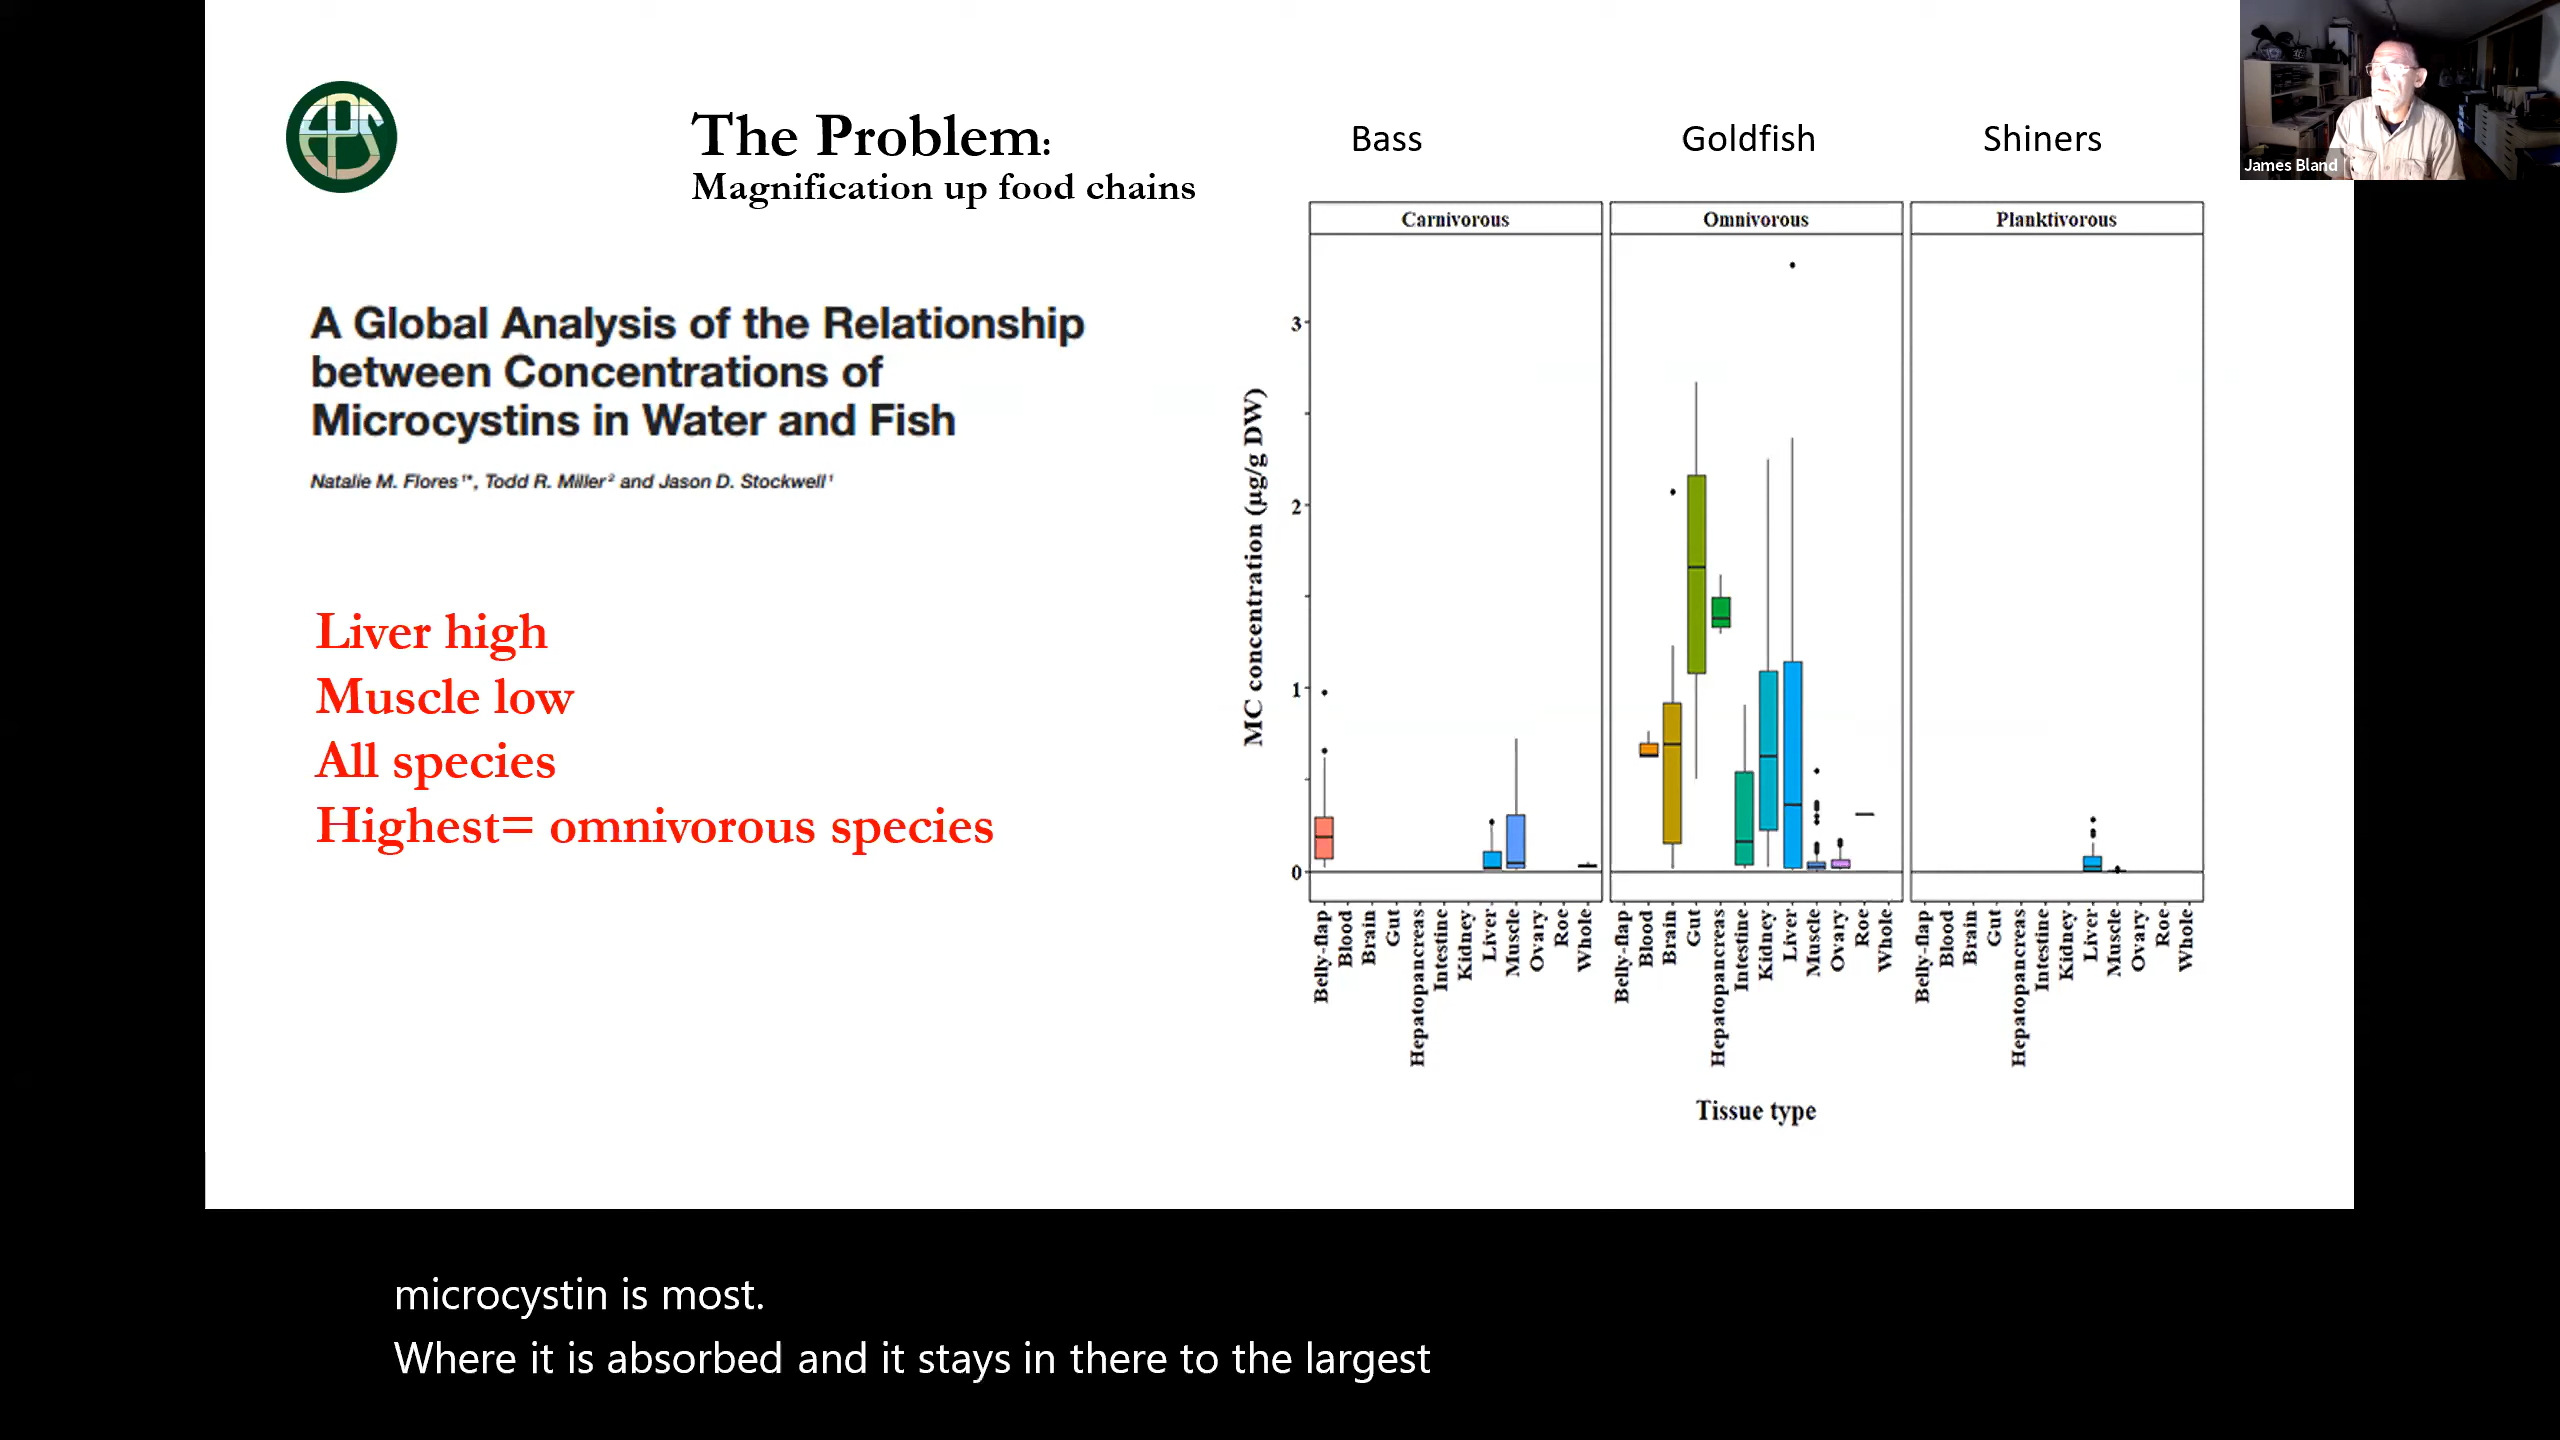 EPS
The Problem:
Magnification up food chains
A Global Analysis of the Relationship
between Concentrations of
Microcystins in Water and Fish
Natalie M. Flores¹*, Todd R. Miller² and Jason D. Stockwell¹
Liver high
Muscle low
All species
Highest= omnivorous species
Bass
Goldfish
Shiners
Carnivorous
Omnivorous
Planktivorous
MC concentration (µg/g DW)
3
2
1
0
Belly-flap
Blood
Brain
Gut
Hepatopancreas
Intestine
Kidney
Liver
Muscle
Ovary
Roe
Whole
Belly-flap
Blood
Brain
Gut
Hepatopancreas
Intestine
Kidney
Liver
Muscle
Ovary
Roe
Whole
Belly-flap
Blood
Brain
Gut
Hepatopancreas
Intestine
Kidney
Liver
Muscle
Ovary
Roe
Whole
Tissue type
James Bland
microcystin is most.
Where it is absorbed and it stays in there to the largest